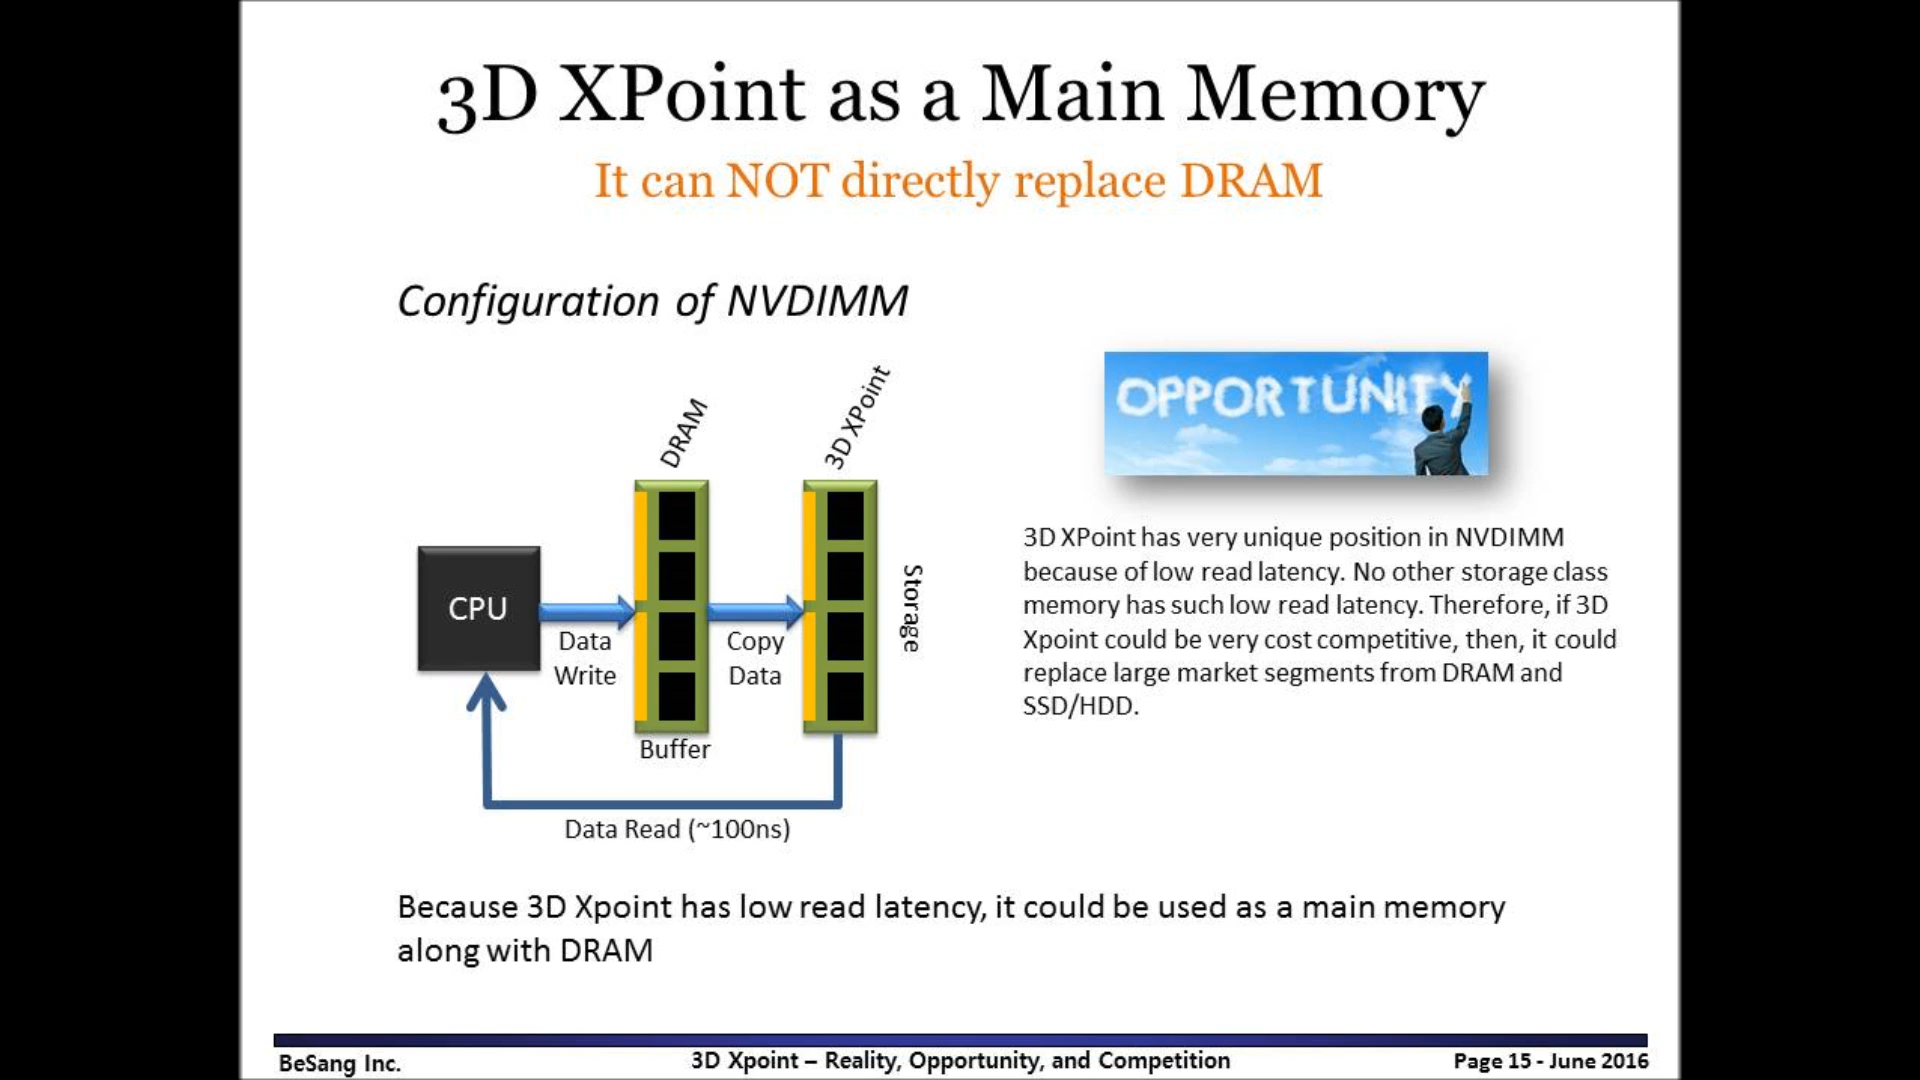 3D XPoint as a Main Memory
It can NOT directly replace DRAM
Configuration of NVDIMM
DRAM
3D XPoint
OPPORTUNITY
CPU
Data
Write
Copy
Data
Storage
Buffer
Data Read (~100ns)
3D XPoint has very unique position in NVDIMM
because of low read latency. No other storage class
memory has such low read latency. Therefore, if 3D
Xpoint could be very cost competitive, then, it could
replace large market segments from DRAM and
SSD/HDD.
Because 3D Xpoint has low read latency, it could be used as a main memory
along with DRAM
BeSang Inc.
3D Xpoint – Reality, Opportunity, and Competition
Page 15 - June 2016